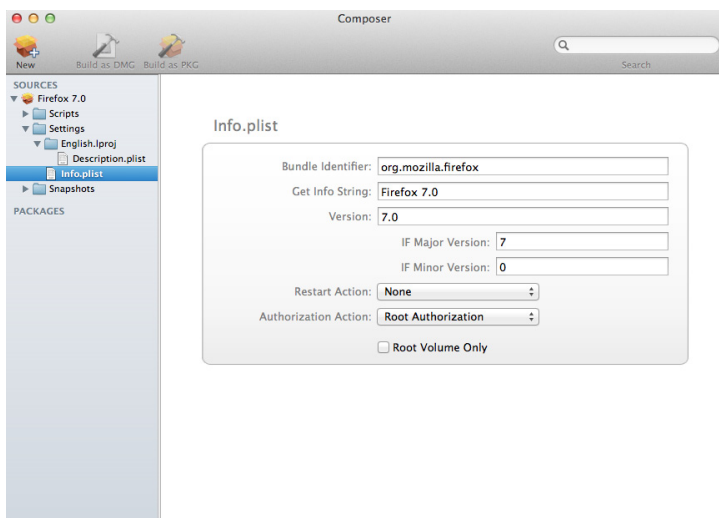 Composer
New
Build as DMG
Build as PKG
Search
SOURCES
Firefox 7.0
Scripts
Settings
English.lproj
Description.plist
Info.plist
Snapshots
PACKAGES
Info.plist
Bundle Identifier: org.mozilla.firefox
Get Info String: Firefox 7.0
Version: 7.0
IF Major Version: 7
IF Minor Version: 0
Restart Action: None
Authorization Action: Root Authorization
Root Volume Only